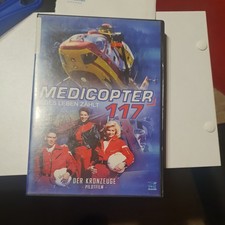 MEDICOPTER
JEDES LEBEN ZÄHLT
117
DER KRONZEUGE
PILOTFILM